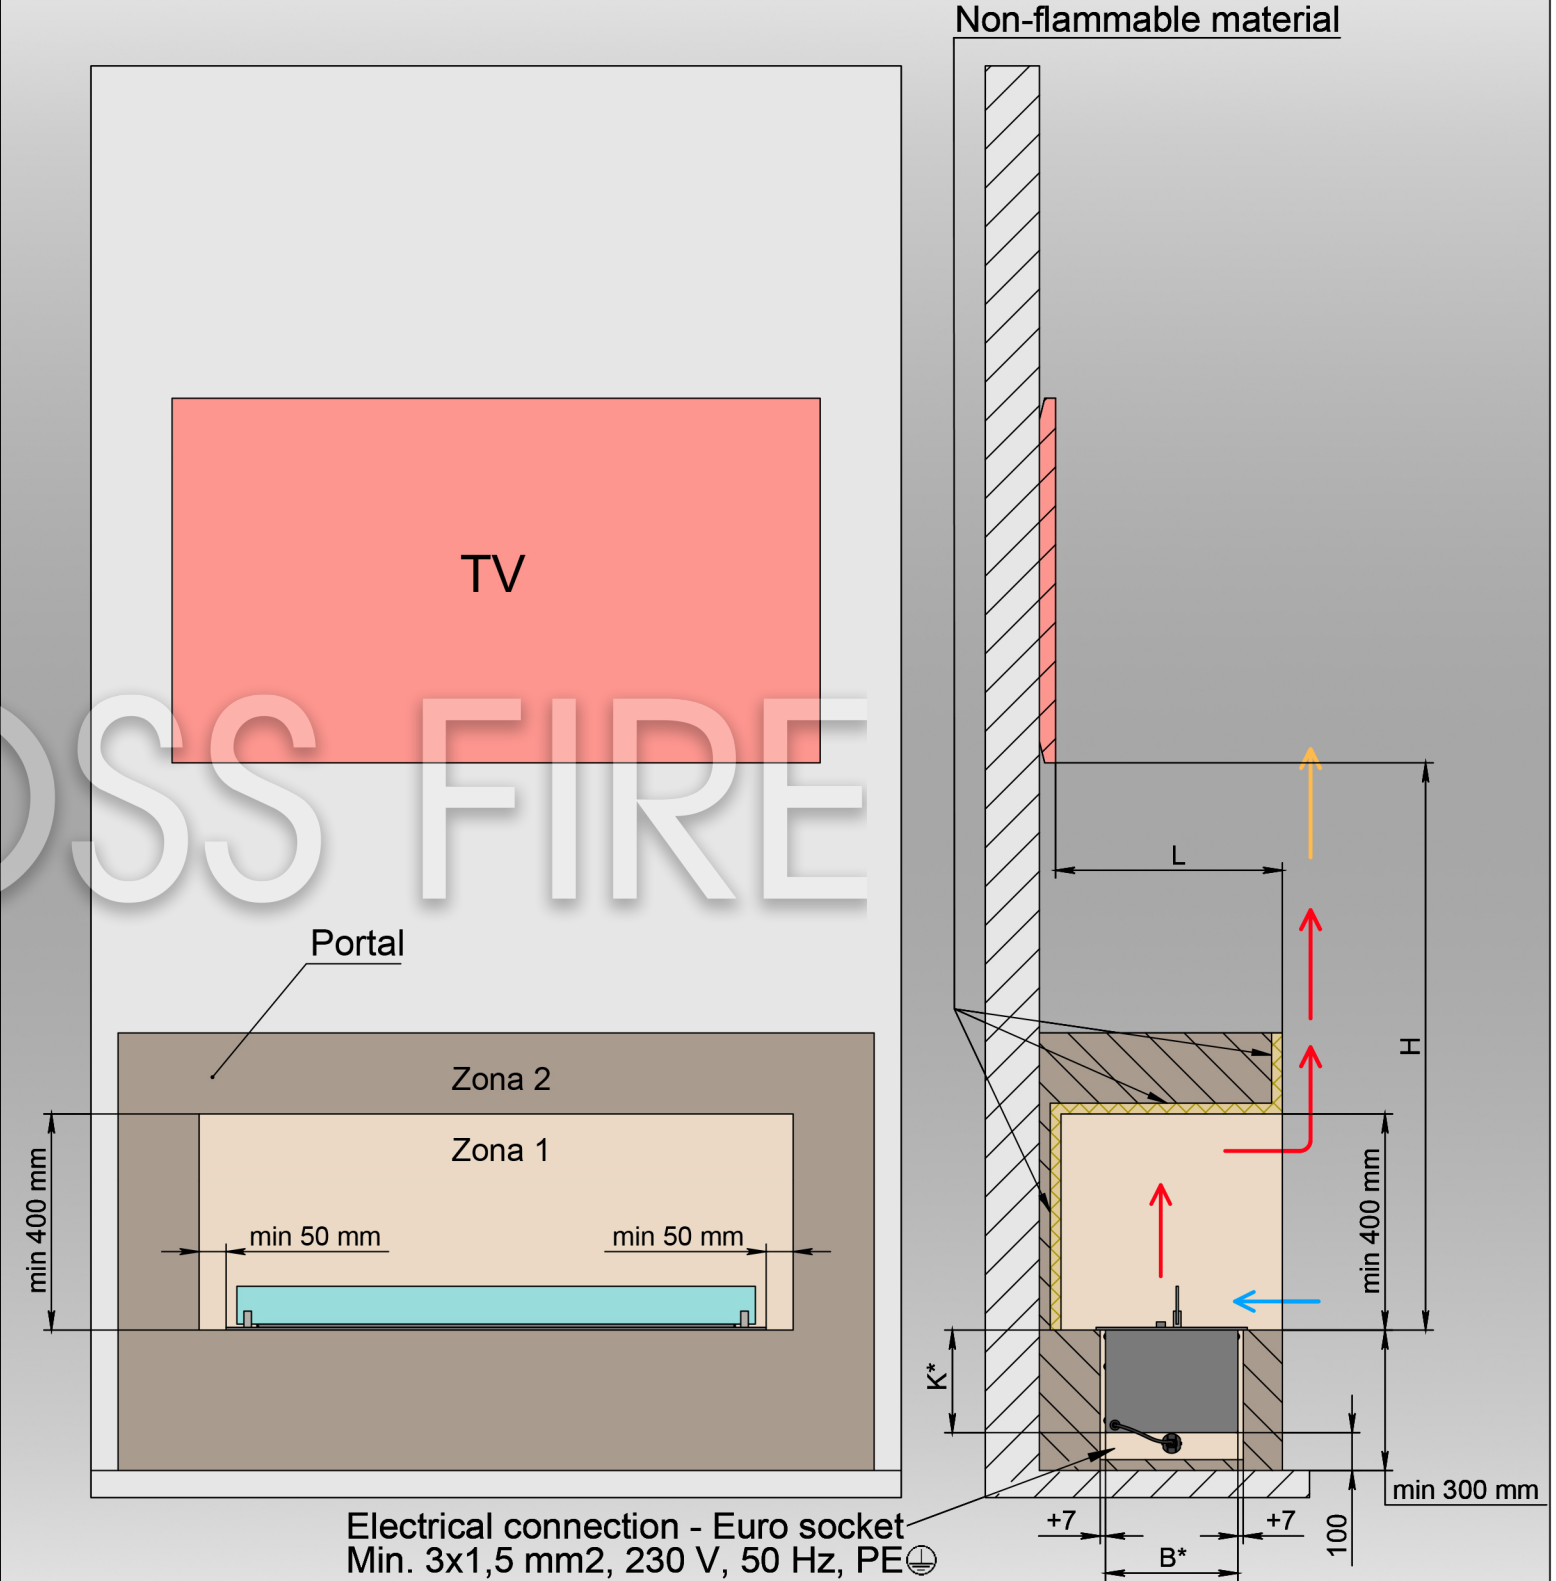 Non-flammable material
TV
OSS FIRE
L
Portal
H
Zona 2
Zona 1
min 400 mm
min 50 mm
min 50 mm
min 400 mm
K*
min 300 mm
Electrical connection - Euro socket
Min. 3x1,5 mm2, 230 V, 50 Hz, PE
+7
+7
100
B*